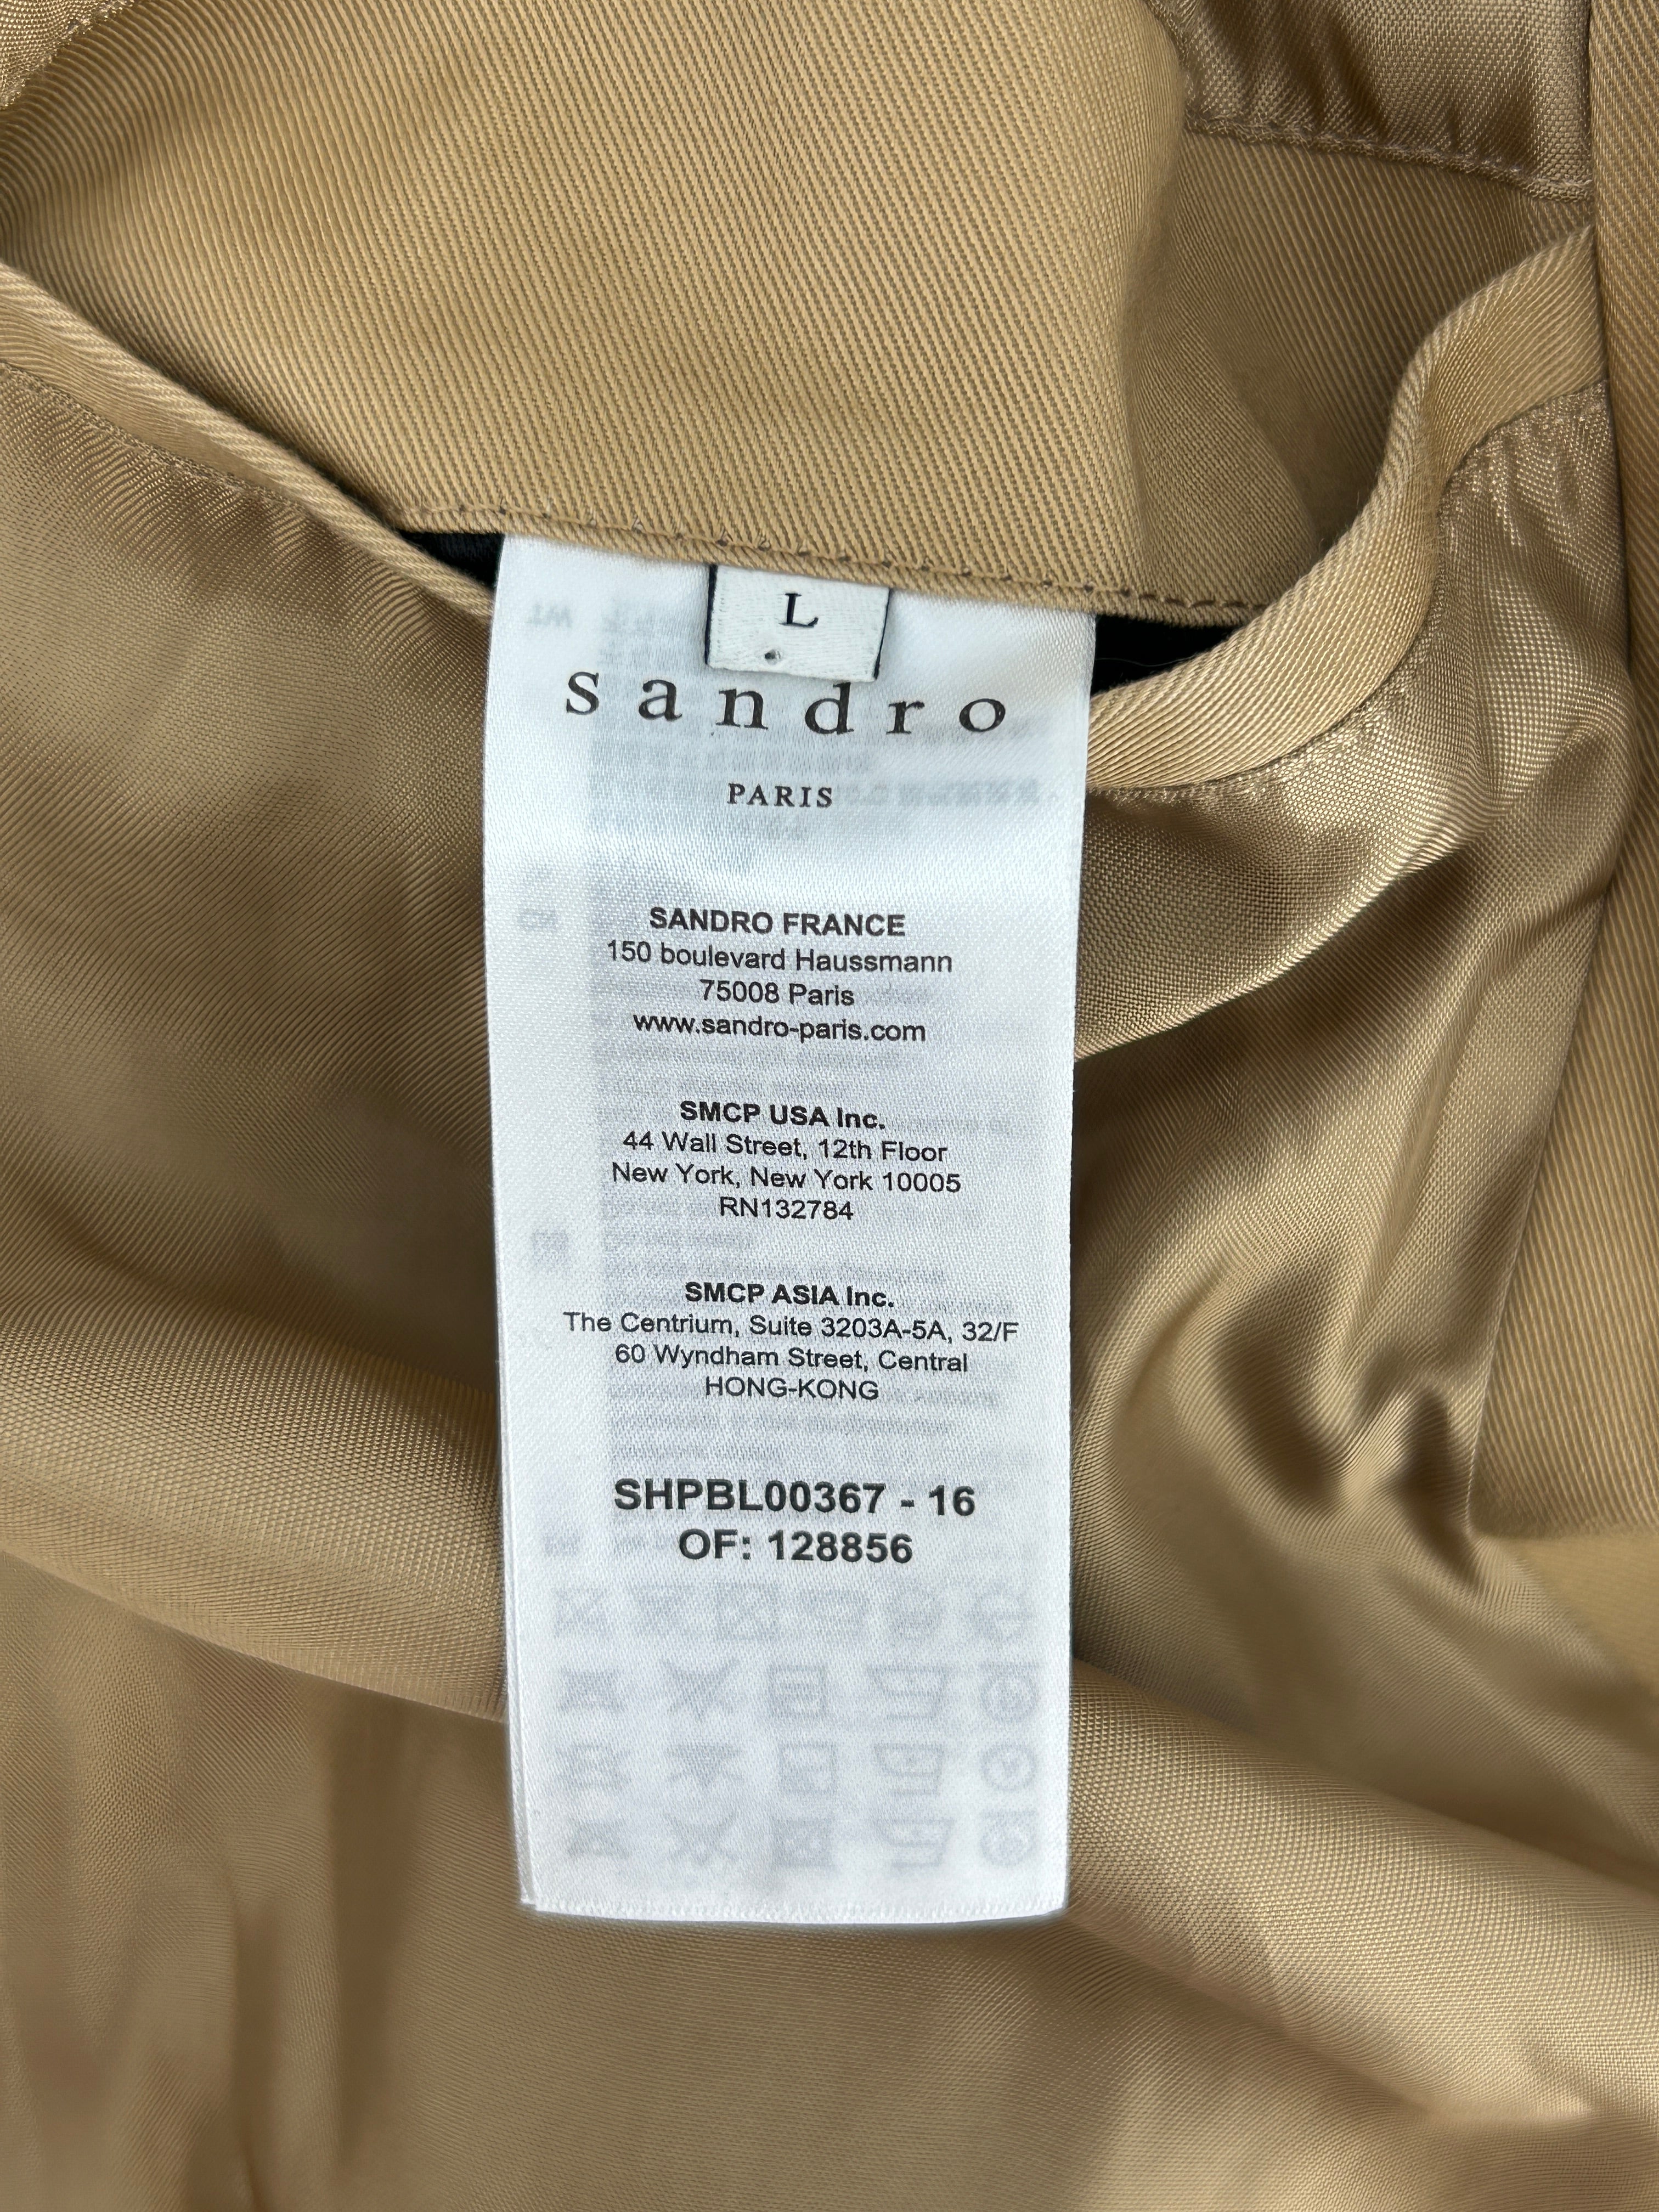 L
sandro
PARIS
SANDRO FRANCE
150 boulevard Haussmann
75008 Paris
www.sandro-paris.com
SMCP USA Inc.
44 Wall Street, 12th Floor
New York, New York 10005
RN132784
SMCP ASIA Inc.
The Centrium, Suite 3203A-5A, 32/F
60 Wyndham Street, Central
HONG-KONG
SHPBL00367 - 16
OF: 128856